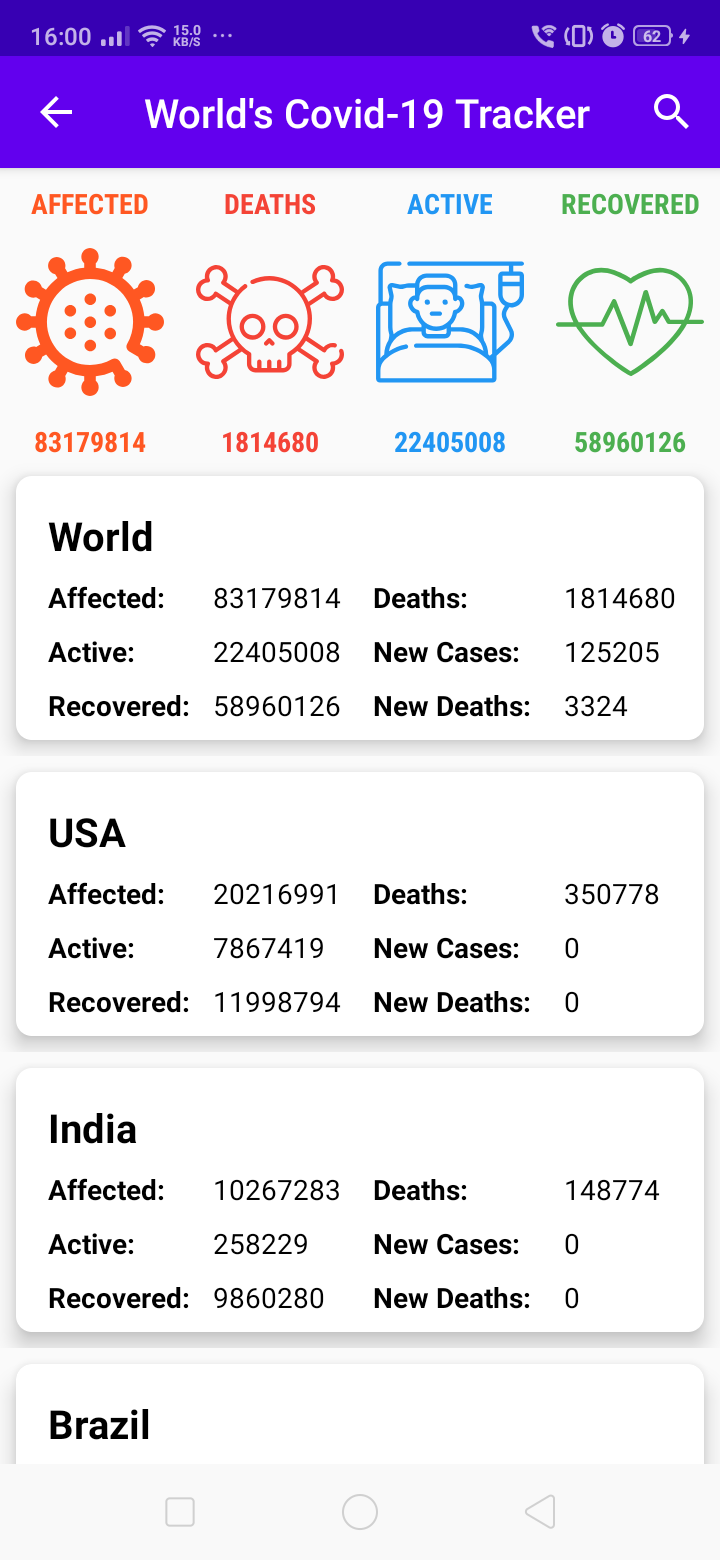 16:00 15.0 KB/S ... 62
World's Covid-19 Tracker
AFFECTED DEATHS ACTIVE RECOVERED
83179814 1814680 22405008 58960126
World
Affected: 83179814 Deaths: 1814680
Active: 22405008 New Cases: 125205
Recovered: 58960126 New Deaths: 3324
USA
Affected: 20216991 Deaths: 350778
Active: 7867419 New Cases: 0
Recovered: 11998794 New Deaths: 0
India
Affected: 10267283 Deaths: 148774
Active: 258229 New Cases: 0
Recovered: 9860280 New Deaths: 0
Brazil